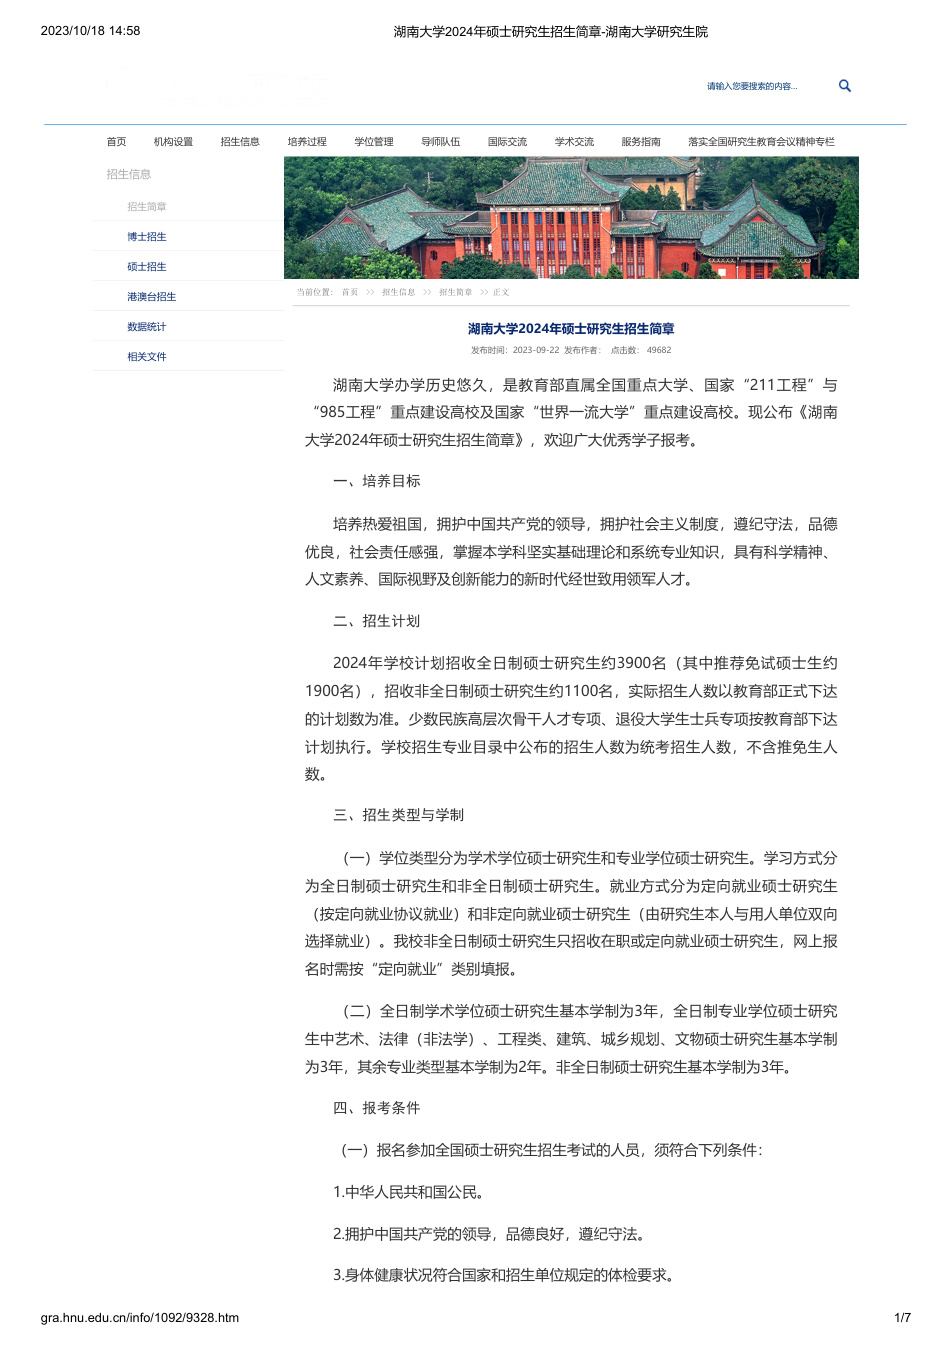 2023/10/18 14:58
湖南大学2024年硕士研究生招生简章-湖南大学研究生院
请输入您要搜索的内容...
首页 机构设置 招生信息 培养过程 学位管理 导师队伍 国际交流 学术交流 服务指南 落实全国研究生教育会议精神专栏
招生信息
招生简章
博士招生
硕士招生
港澳台招生
数据统计
相关文件
当前位置： 首页 >> 招生信息 >> 招生简章 >> 正文
湖南大学2024年硕士研究生招生简章
发布时间：2023-09-22 发布作者： 点击数： 49682
湖南大学办学历史悠久，是教育部直属全国重点大学、国家“211工程”与
“985工程”重点建设高校及国家“世界一流大学”重点建设高校。现公布《湖南
大学2024年硕士研究生招生简章》，欢迎广大优秀学子报考。
一、培养目标
培养热爱祖国，拥护中国共产党的领导，拥护社会主义制度，遵纪守法，品德
优良，社会责任感强，掌握本学科坚实基础理论和系统专业知识，具有科学精神、
人文素养、国际视野及创新能力的新时代经世致用领军人才。
二、招生计划
2024年学校计划招收全日制硕士研究生约3900名（其中推荐免试硕士生约
1900名），招收非全日制硕士研究生约1100名，实际招生人数以教育部正式下达
的计划数为准。少数民族高层次骨干人才专项、退役大学生士兵专项按教育部下达
计划执行。学校招生专业目录中公布的招生人数为统考招生人数，不含推免生人
数。
三、招生类型与学制
（一）学位类型分为学术学位硕士研究生和专业学位硕士研究生。学习方式分
为全日制硕士研究生和非全日制硕士研究生。就业方式分为定向就业硕士研究生
（按定向就业协议就业）和非定向就业硕士研究生（由研究生本人与用人单位双向
选择就业）。我校非全日制硕士研究生只招收在职或定向就业硕士研究生，网上报
名时需按“定向就业”类别填报。
（二）全日制学术学位硕士研究生基本学制为3年，全日制专业学位硕士研究
生中艺术、法律（非法学）、工程类、建筑、城乡规划、文物硕士研究生基本学制
为3年，其余专业类型基本学制为2年。非全日制硕士研究生基本学制为3年。
四、报考条件
（一）报名参加全国硕士研究生招生考试的人员，须符合下列条件：
1.中华人民共和国公民。
2.拥护中国共产党的领导，品德良好，遵纪守法。
3.身体健康状况符合国家和招生单位规定的体检要求。
gra.hnu.edu.cn/info/1092/9328.htm
1/7